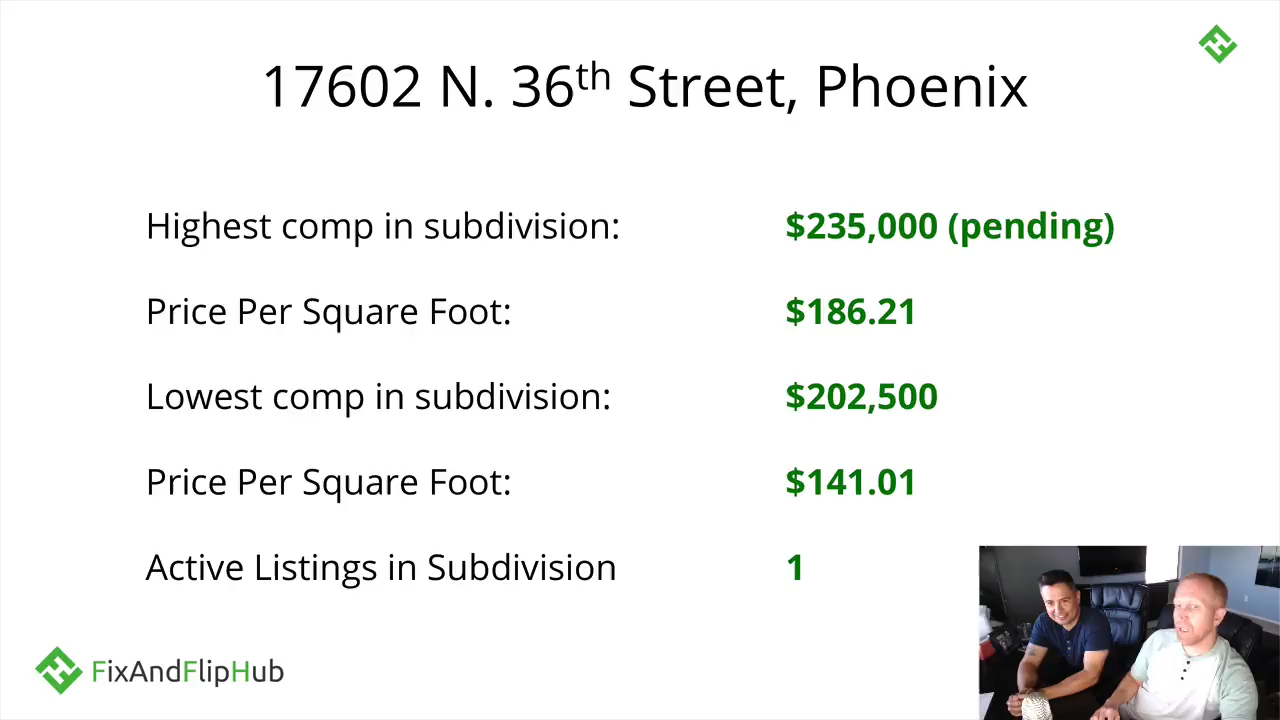 17602 N. 36th Street, Phoenix
Highest comp in subdivision: $235,000 (pending)
Price Per Square Foot: $186.21
Lowest comp in subdivision: $202,500
Price Per Square Foot: $141.01
Active Listings in Subdivision 1
FixAndFlipHub